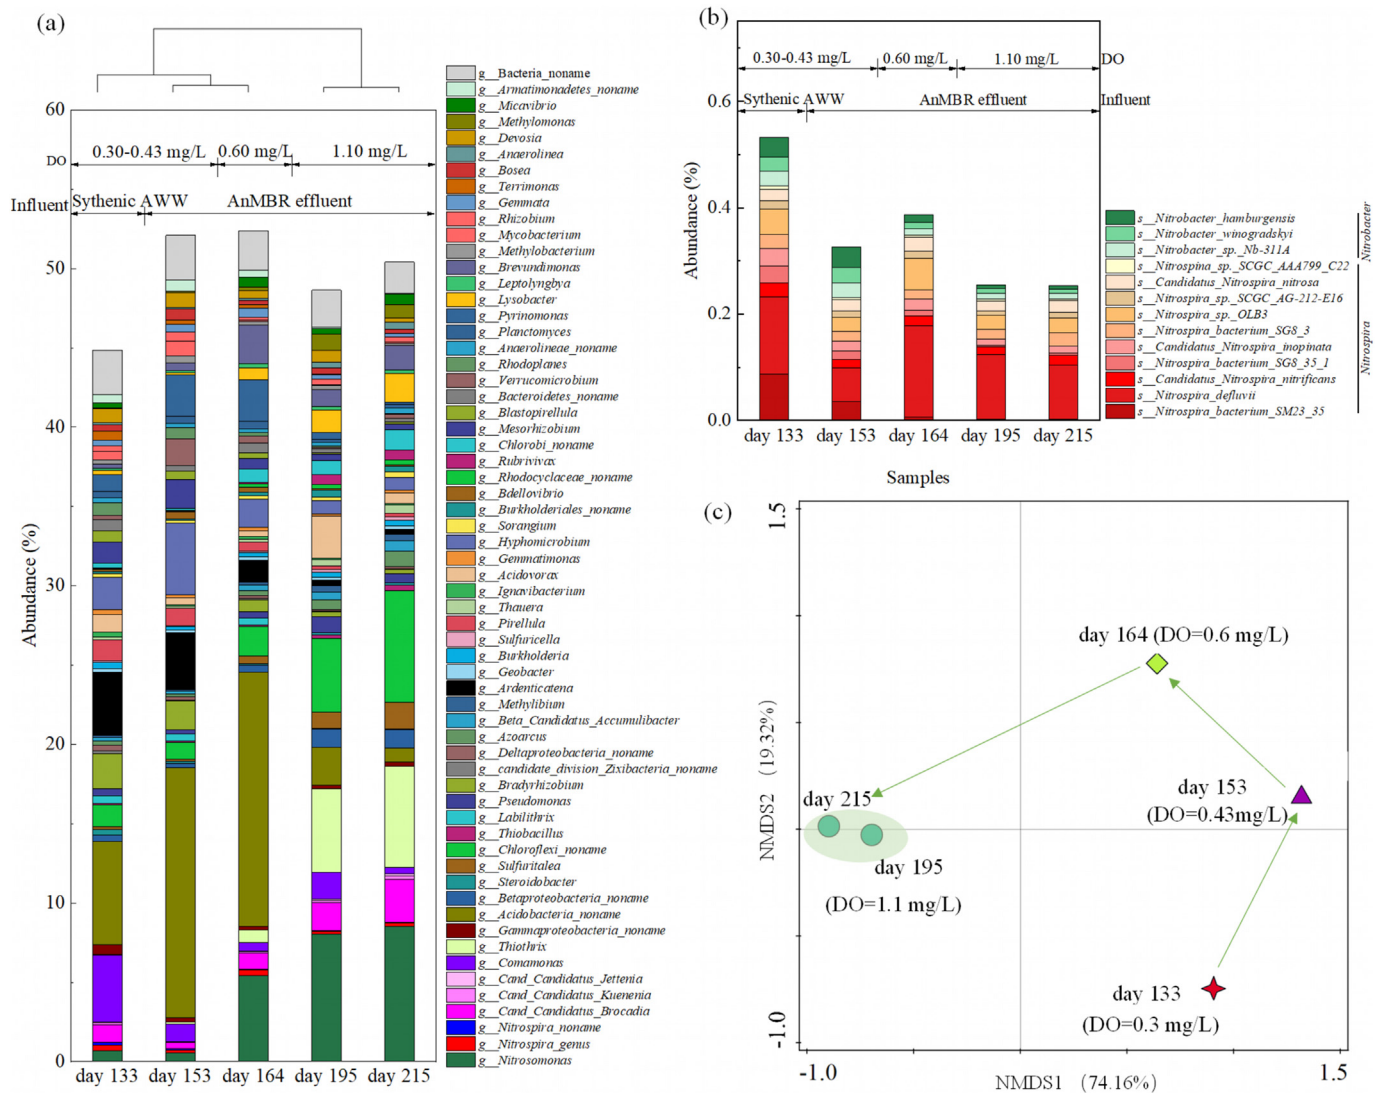 (a)
60
50
40
30
20
10
0
Abundance (%)
DO
0.30-0.43 mg/L
0.60 mg/L
1.10 mg/L
Influent
Sythenic AWW
AnMBR effluent
day 133
day 153
day 164
day 195
day 215
g__Bacteria_noname
g__Armatimonadetes_noname
g__Micavibrio
g__Methylomonas
g__Devosia
g__Anaerolinea
g__Bosea
g__Terrimonas
g__Gemmata
g__Rhizobium
g__Mycobacterium
g__Methylobacterium
g__Brevundimonas
g__Leptolyngbya
g__Lysobacter
g__Pyrinomonas
g__Planctomyces
g__Anaerolineae_noname
g__Rhodoplanes
g__Verrucomicrobium
g__Bacteroidetes_noname
g__Blastopirellula
g__Mesorhizobium
g__Chlorobi_noname
g__Rubrivivax
g__Rhodocyclaceae_noname
g__Bdellovibrio
g__Burkholderiales_noname
g__Sorangium
g__Hyphomicrobium
g__Gemmatimonas
g__Acidovorax
g__Ignavibacterium
g__Thauera
g__Pirellula
g__Sulfuricella
g__Burkholderia
g__Geobacter
g__Ardenticatena
g__Methylibium
g__Beta_Candidatus_Accumulibacter
g__Azoarcus
g__Deltaproteobacteria_noname
g__candidate_division_Zixibacteria_noname
g__Bradyrhizobium
g__Pseudomonas
g__Labilithrix
g__Thiobacillus
g__Chloroflexi_noname
g__Sulfuritalea
g__Steroidobacter
g__Betaproteobacteria_noname
g__Acidobacteria_noname
g__Gammaproteobacteria_noname
g__Thiothrix
g__Comamonas
g__Cand_Candidatus_Jettenia
g__Cand_Candidatus_Kuenenia
g__Cand_Candidatus_Brocadia
g__Nitrospira_noname
g__Nitrospira_genus
g__Nitrosomonas
(b)
0.30-0.43 mg/L
0.60 mg/L
1.10 mg/L
DO
Sythenic AWW
AnMBR effluent
Influent
0.6
0.4
0.2
0.0
Abundance (%)
day 133
day 153
day 164
day 195
day 215
Samples
s__Nitrobacter_hamburgensis
s__Nitrobacter_winogradskyi
s__Nitrobacter_sp._Nb-311A
s__Nitrospina_sp._SCGC_AAA799_C22
s__Candidatus_Nitrospira_nitrosa
s__Nitrospira_sp._SCGC_AG-212-E16
s__Nitrospira_sp._OLB3
s__Nitrospira_bacterium_SG8_3
s__Candidatus_Nitrospira_inopinata
s__Nitrospira_bacterium_SG8_35_1
s__Candidatus_Nitrospira_nitrificans
s__Nitrospira_defluvii
s__Nitrospira_bacterium_SM23_35
Nitrobacter
Nitrospira
(c)
1.5
-1.0
NMDS2 (19.32%)
day 164 (DO=0.6 mg/L)
day 153
(DO=0.43mg/L)
day 215
day 195
(DO=1.1 mg/L)
day 133
(DO=0.3 mg/L)
-1.0
1.5
NMDS1 (74.16%)